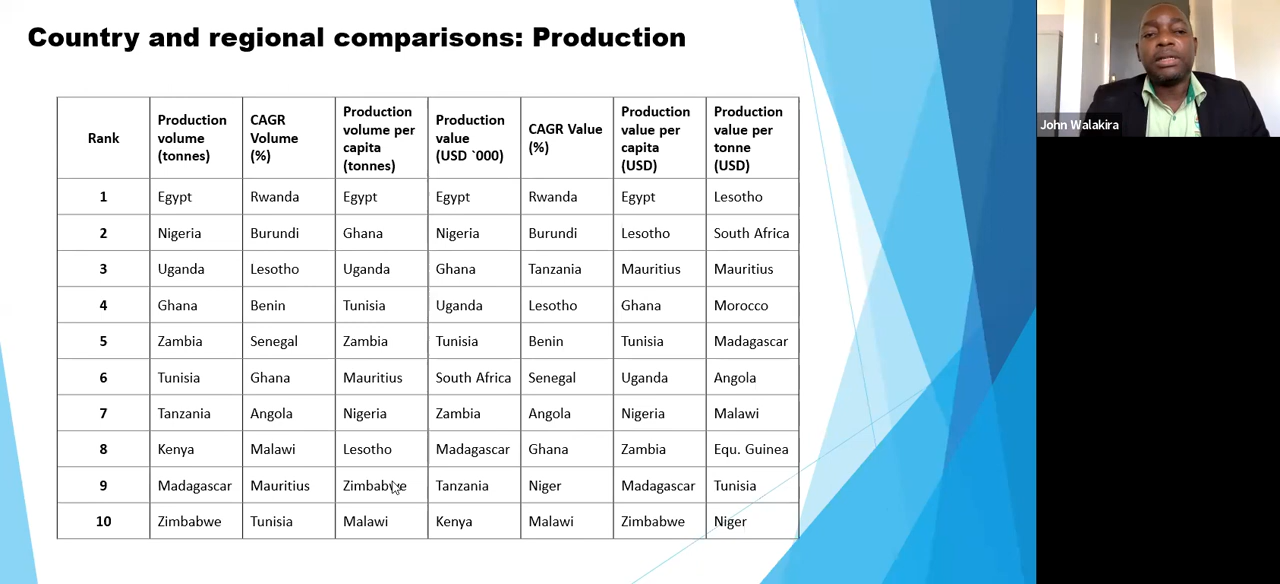 Country and regional comparisons: Production
John Walakira
Rank
Production volume (tonnes)
CAGR Volume (%)
Production volume per capita (tonnes)
Production value (USD `000)
CAGR Value (%)
Production value per capita (USD)
Production value per tonne (USD)
1 Egypt Rwanda Egypt Egypt Rwanda Egypt Lesotho
2 Nigeria Burundi Ghana Nigeria Burundi Lesotho South Africa
3 Uganda Lesotho Uganda Ghana Tanzania Mauritius Mauritius
4 Ghana Benin Tunisia Uganda Lesotho Ghana Morocco
5 Zambia Senegal Zambia Tunisia Benin Tunisia Madagascar
6 Tunisia Ghana Mauritius South Africa Senegal Uganda Angola
7 Tanzania Angola Nigeria Zambia Angola Nigeria Malawi
8 Kenya Malawi Lesotho Madagascar Ghana Zambia Equ. Guinea
9 Madagascar Mauritius Zimbabwe Tanzania Niger Madagascar Tunisia
10 Zimbabwe Tunisia Malawi Kenya Malawi Zimbabwe Niger